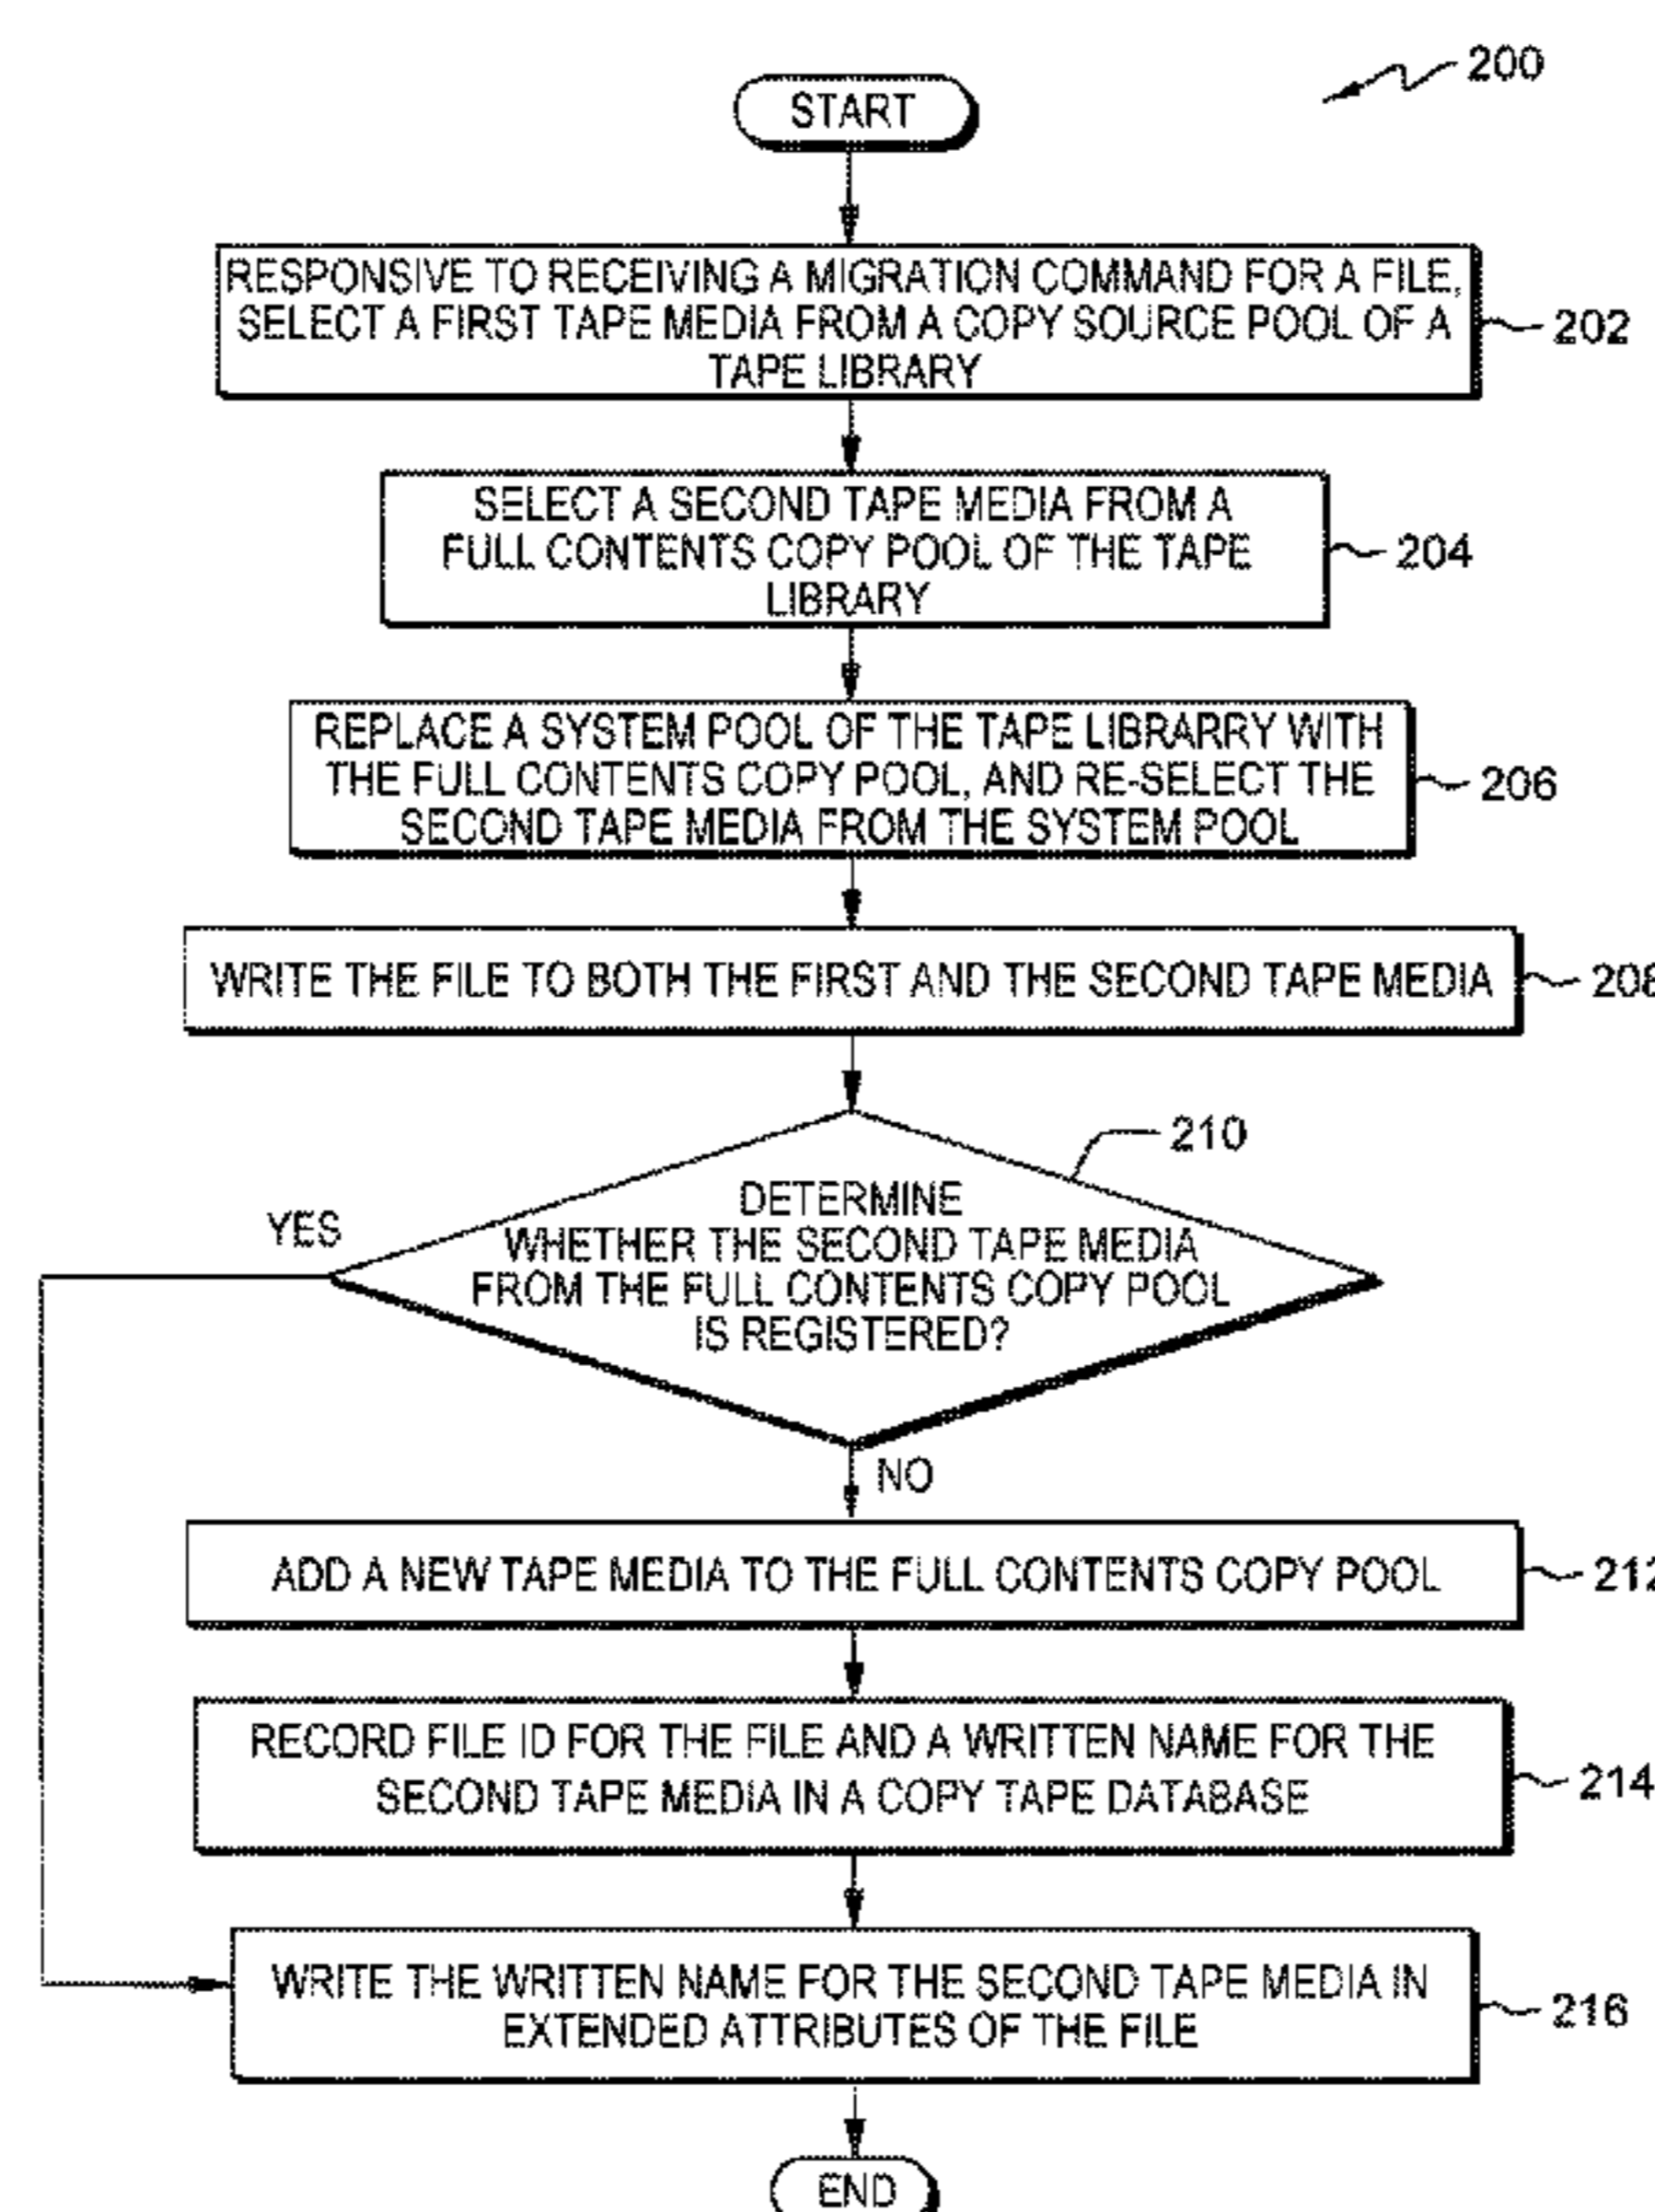 200
START
RESPONSIVE TO RECEIVING A MIGRATION COMMAND FOR A FILE,
SELECT A FIRST TAPE MEDIA FROM A COPY SOURCE POOL OF A
TAPE LIBRARY
202
SELECT A SECOND TAPE MEDIA FROM A
FULL CONTENTS COPY POOL OF THE TAPE
LIBRARY
204
REPLACE A SYSTEM POOL OF THE TAPE LIBRARRY WITH
THE FULL CONTENTS COPY POOL, AND RE-SELECT THE
SECOND TAPE MEDIA FROM THE SYSTEM POOL
206
WRITE THE FILE TO BOTH THE FIRST AND THE SECOND TAPE MEDIA
208
210
DETERMINE
WHETHER THE SECOND TAPE MEDIA
FROM THE FULL CONTENTS COPY POOL
IS REGISTERED?
YES
NO
ADD A NEW TAPE MEDIA TO THE FULL CONTENTS COPY POOL
212
RECORD FILE ID FOR THE FILE AND A WRITTEN NAME FOR THE
SECOND TAPE MEDIA IN A COPY TAPE DATABASE
214
WRITE THE WRITTEN NAME FOR THE SECOND TAPE MEDIA IN
EXTENDED ATTRIBUTES OF THE FILE
216
END